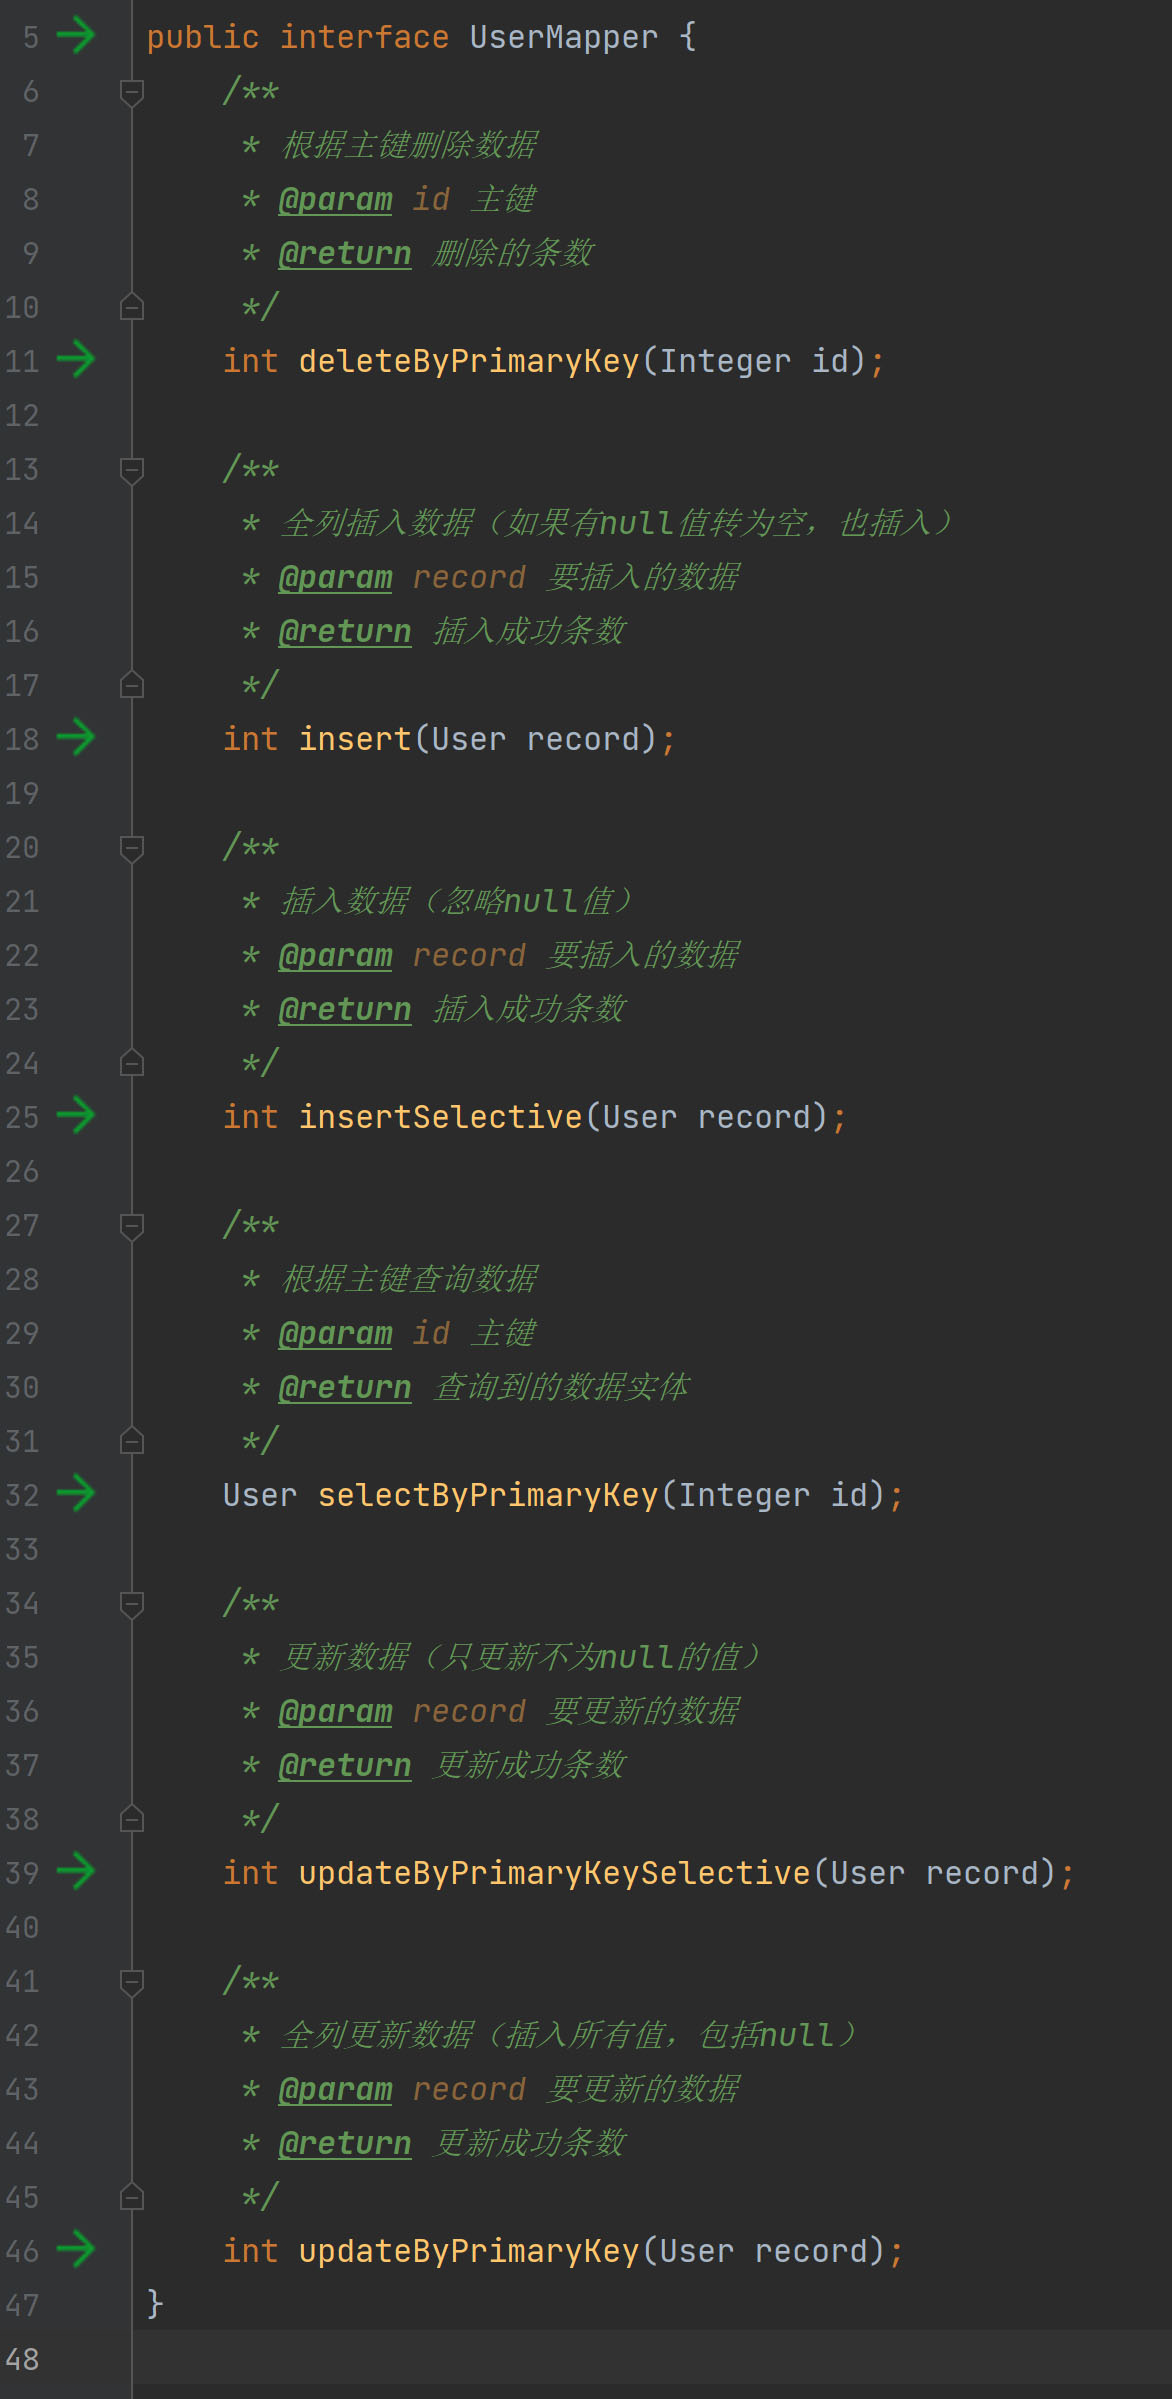 5 public interface UserMapper {
6 /**
7 * 根据主键删除数据
8 * @param id 主键
9 * @return 删除的条数
10 */
11 int deleteByPrimaryKey(Integer id);
12
13 /**
14 * 全列插入数据（如果有null值转为空，也插入）
15 * @param record 要插入的数据
16 * @return 插入成功条数
17 */
18 int insert(User record);
19
20 /**
21 * 插入数据（忽略null值）
22 * @param record 要插入的数据
23 * @return 插入成功条数
24 */
25 int insertSelective(User record);
26
27 /**
28 * 根据主键查询数据
29 * @param id 主键
30 * @return 查询到的数据实体
31 */
32 User selectByPrimaryKey(Integer id);
33
34 /**
35 * 更新数据（只更新不为null的值）
36 * @param record 要更新的数据
37 * @return 更新成功条数
38 */
39 int updateByPrimaryKeySelective(User record);
40
41 /**
42 * 全列更新数据（插入所有值，包括null）
43 * @param record 要更新的数据
44 * @return 更新成功条数
45 */
46 int updateByPrimaryKey(User record);
47 }
48